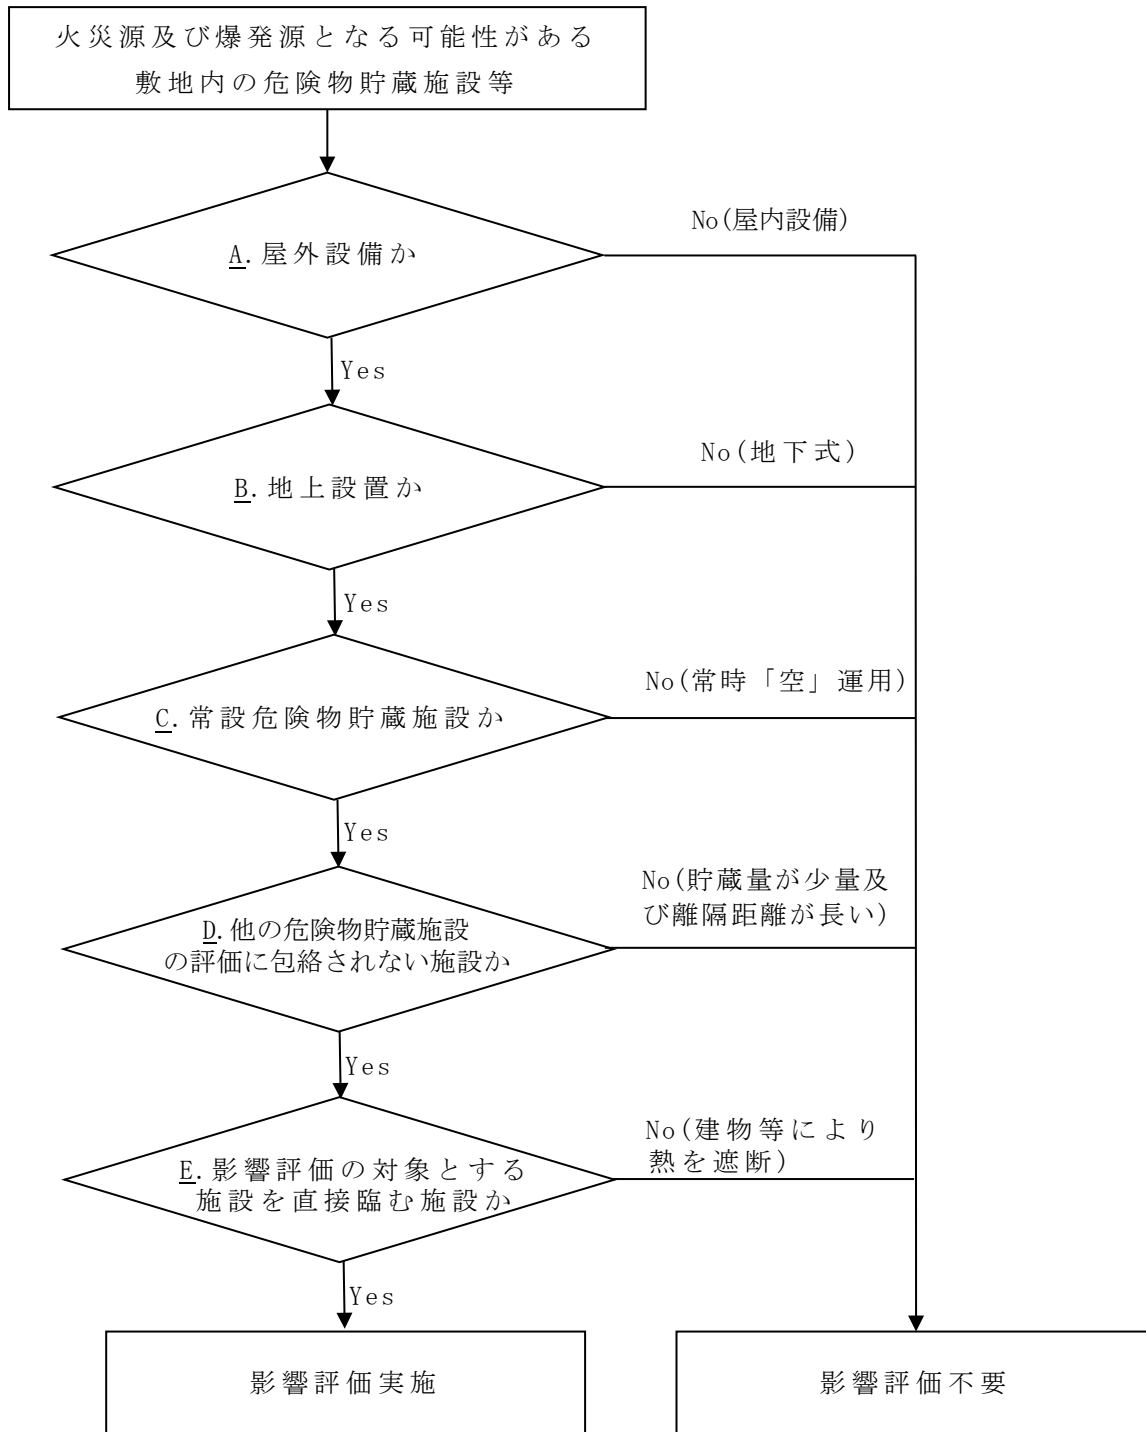 火災源及び爆発源となる可能性がある
敷地内の危険物貯蔵施設等
No(屋内設備)
A.屋外設備か
Yes
No(地下式)
B.地上設置か
Yes
No(常時「空」運用)
C.常設危険物貯蔵施設か
Yes
No(貯蔵量が少量及
び離隔距離が長い)
D.他の危険物貯蔵施設
の評価に包絡されない施設か
Yes
No(建物等により
熱を遮断)
E.影響評価の対象とする
施設を直接臨む施設か
Yes
影響評価実施
影響評価不要